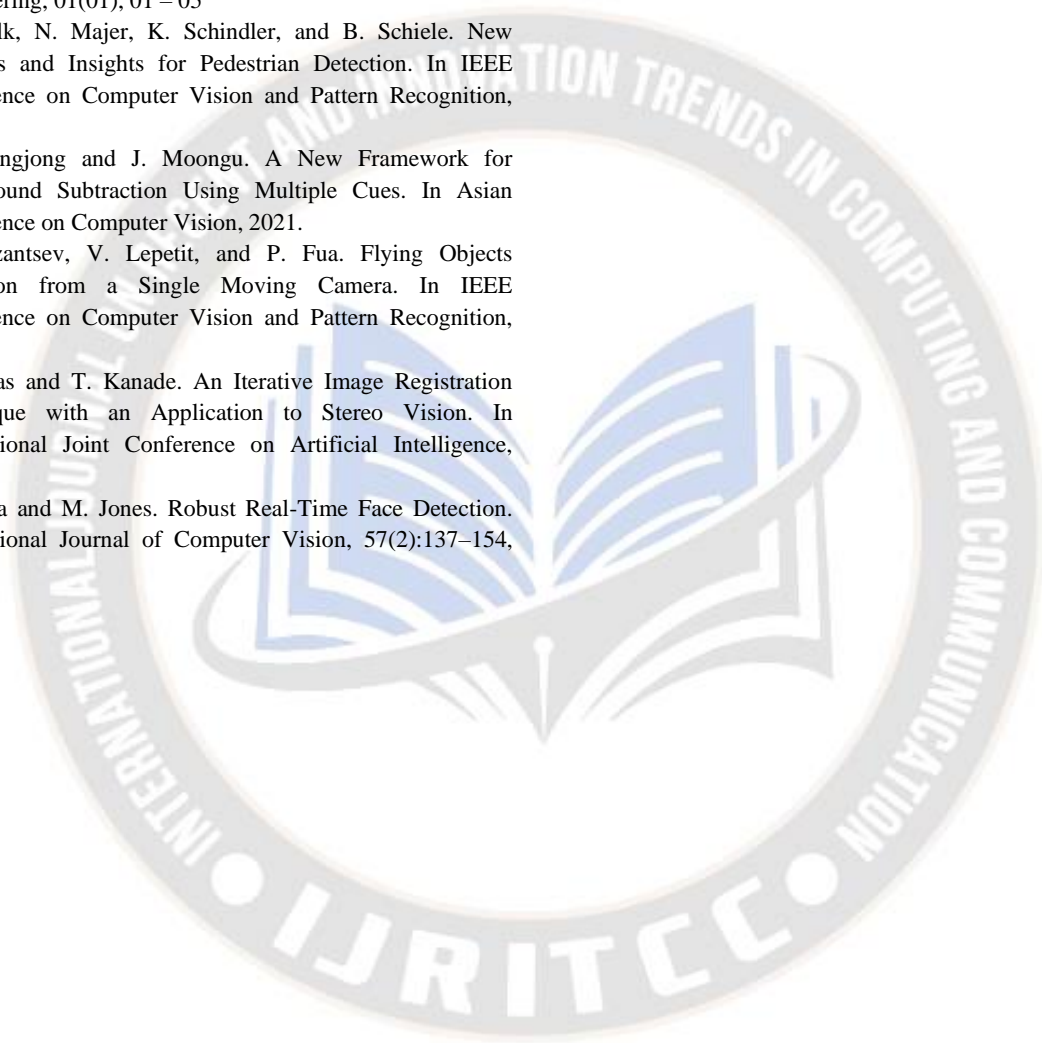 ering, 01(01), 01 – 05
lk, N. Majer, K. Schindler, and B. Schiele. New
s and Insights for Pedestrian Detection. In IEEE
ence on Computer Vision and Pattern Recognition,
ngjong and J. Moongu. A New Framework for
ound Subtraction Using Multiple Cues. In Asian
ence on Computer Vision, 2021.
zantsev, V. Lepetit, and P. Fua. Flying Objects
on from a Single Moving Camera. In IEEE
ence on Computer Vision and Pattern Recognition,
as and T. Kanade. An Iterative Image Registration
que with an Application to Stereo Vision. In
tional Joint Conference on Artificial Intelligence,
a and M. Jones. Robust Real-Time Face Detection.
tional Journal of Computer Vision, 57(2):137–154,
INTERNATIONAL JOURNAL ON RECENT AND INNOVATION TRENDS IN COMPUTING AND COMMUNICATION
IJRITCC